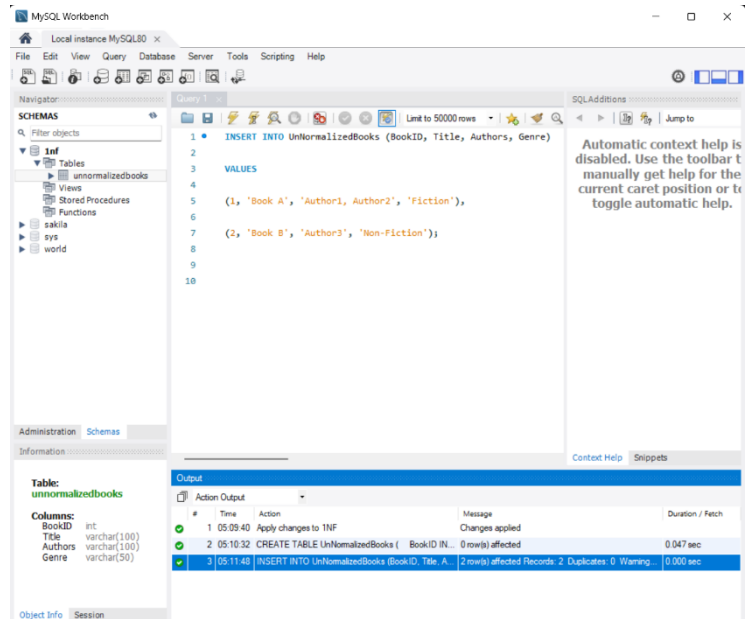 MySQL Workbench
Local instance MySQL80 ×
File Edit View Query Database Server Tools Scripting Help
Navigator
SCHEMAS
Filter objects
1nf
Tables
unnormalizedbooks
Views
Stored Procedures
Functions
sakila
sys
world
Administration Schemas
Information
Table:
unnormalizedbooks
Columns:
BookID int
Title varchar(100)
Authors varchar(100)
Genre varchar(50)
Object Info Session
Query 1 ×
Limit to 50000 rows
1 INSERT INTO UnNormalizedBooks (BookID, Title, Authors, Genre)
2
3 VALUES
4
5 (1, 'Book A', 'Author1, Author2', 'Fiction'),
6
7 (2, 'Book B', 'Author3', 'Non-Fiction');
8
9
10
SQLAdditions
Jump to
Automatic context help is
disabled. Use the toolbar t
manually get help for the
current caret position or to
toggle automatic help.
Context Help Snippets
Output
Action Output
# Time Action Message Duration / Fetch
1 05:09:40 Apply changes to 1NF Changes applied
2 05:10:32 CREATE TABLE UnNormalizedBooks ( BookID IN... 0 row(s) affected 0.047 sec
3 05:11:48 INSERT INTO UnNormalizedBooks (BookID, Title, A... 2 row(s) affected Records: 2 Duplicates: 0 Warning... 0.000 sec